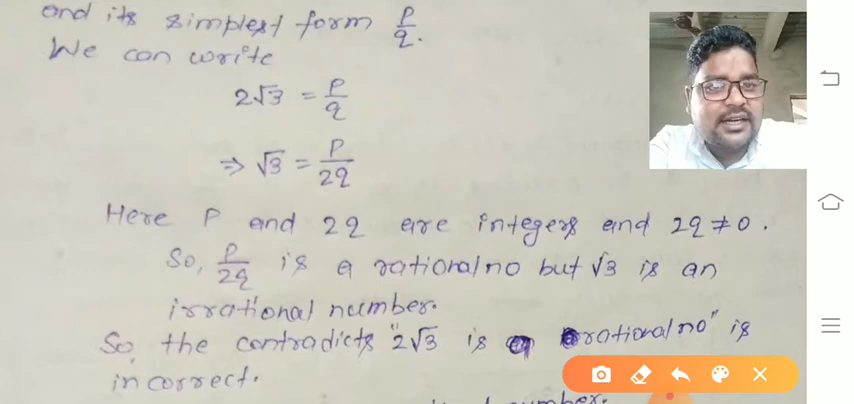 and its simplest form p/q.
We can write
2√3 = p/q
⇒ √3 = p/2q
Here p and 2q are integers and 2q ≠ 0.
So, p/2q is a rational no but √3 is an
irrational number.
So, the contradicts "2√3 is a rational no" is
incorrect.
number.